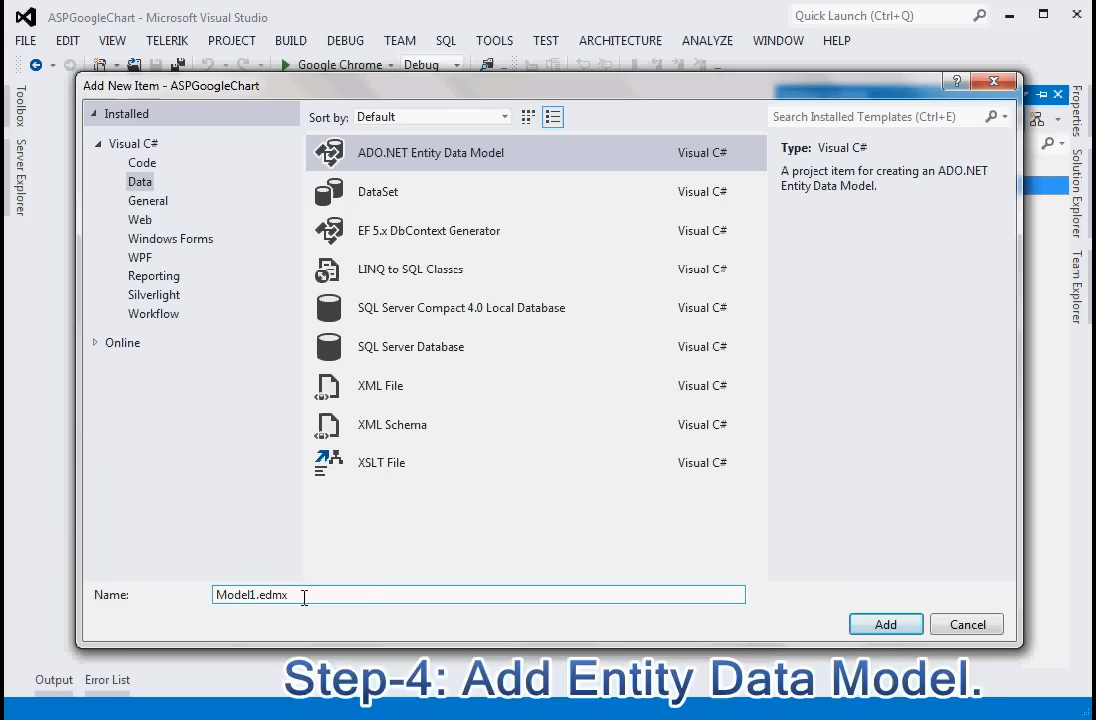 ASPGoogleChart - Microsoft Visual Studio
Quick Launch (Ctrl+Q)
FILE EDIT VIEW TELERIK PROJECT BUILD DEBUG TEAM SQL TOOLS TEST ARCHITECTURE ANALYZE WINDOW HELP
Google Chrome Debug
Add New Item - ASPGoogleChart
?
Installed
Sort by: Default
Search Installed Templates (Ctrl+E)
Visual C#
Code
Data
General
Web
Windows Forms
WPF
Reporting
Silverlight
Workflow
Online
ADO.NET Entity Data Model Visual C#
DataSet Visual C#
EF 5.x DbContext Generator Visual C#
LINQ to SQL Classes Visual C#
SQL Server Compact 4.0 Local Database Visual C#
SQL Server Database Visual C#
XML File Visual C#
XML Schema Visual C#
XSLT File Visual C#
Type: Visual C#
A project item for creating an ADO.NET
Entity Data Model.
Toolbox
Server Explorer
Properties
Solution Explorer
Team Explorer
Name: Model1.edmx
Add Cancel
Output Error List
Step-4: Add Entity Data Model.